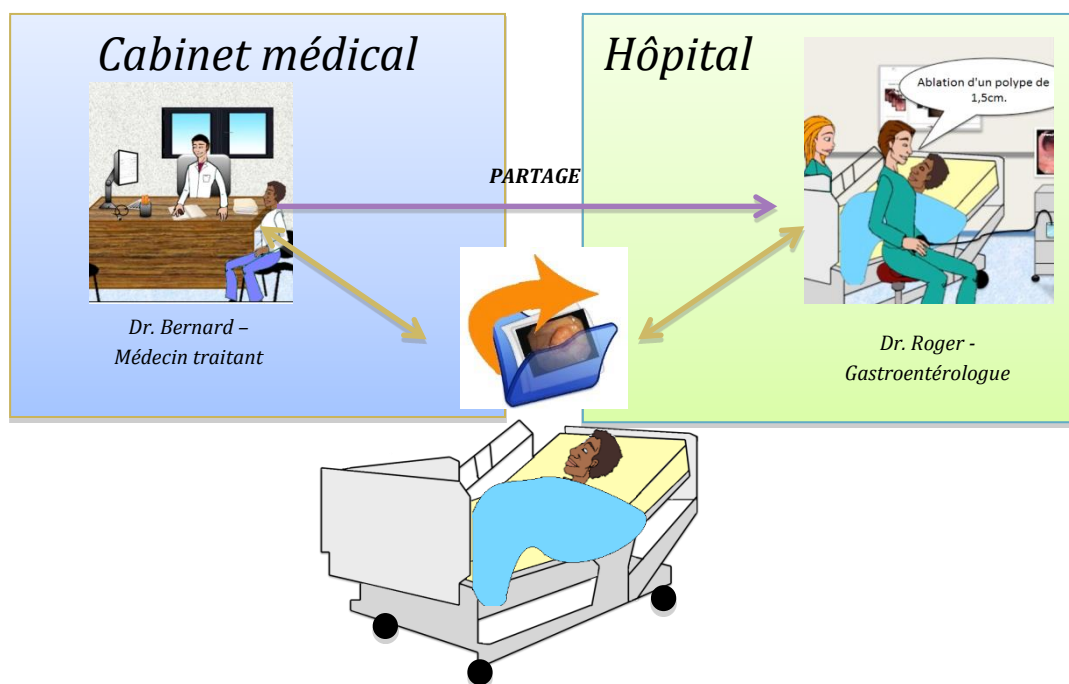 Cabinet médical
Hôpital
Ablation d'un polype de
1,5cm.
PARTAGE
Dr. Bernard –
Médecin traitant
Dr. Roger -
Gastroentérologue